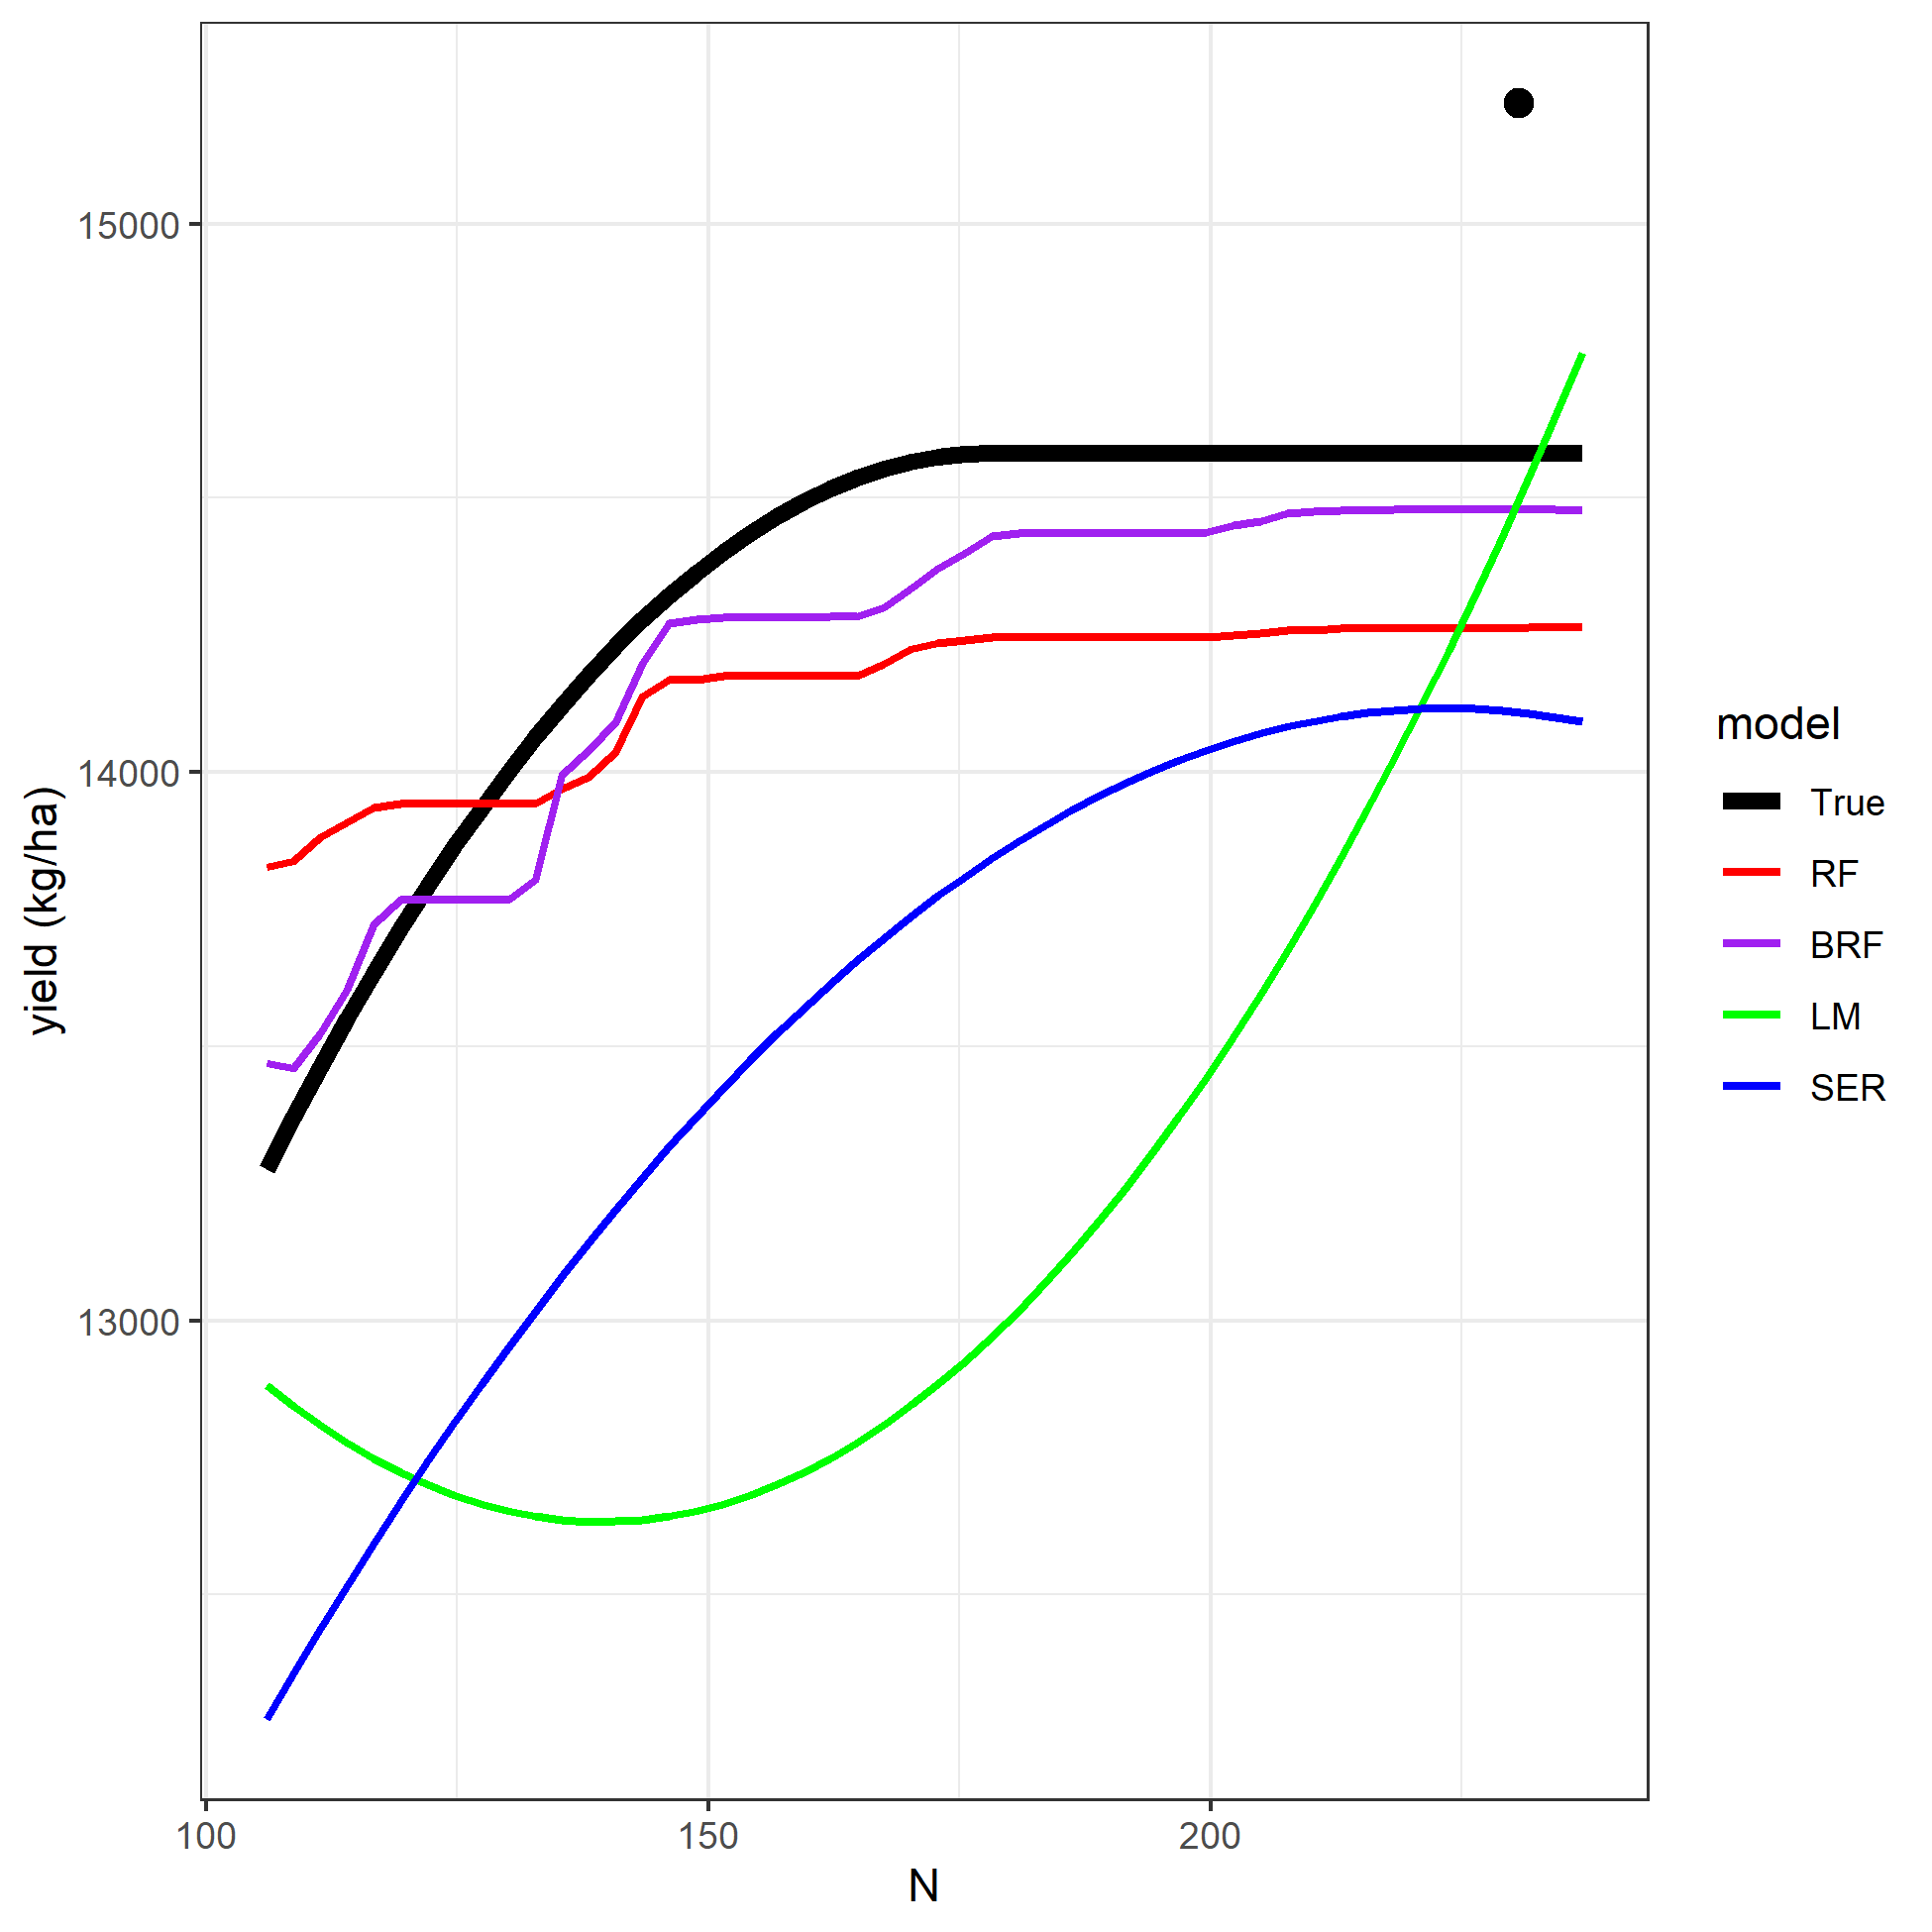 15000
14000
13000
yield (kg/ha)
100
150
200
N
model
True
RF
BRF
LM
SER